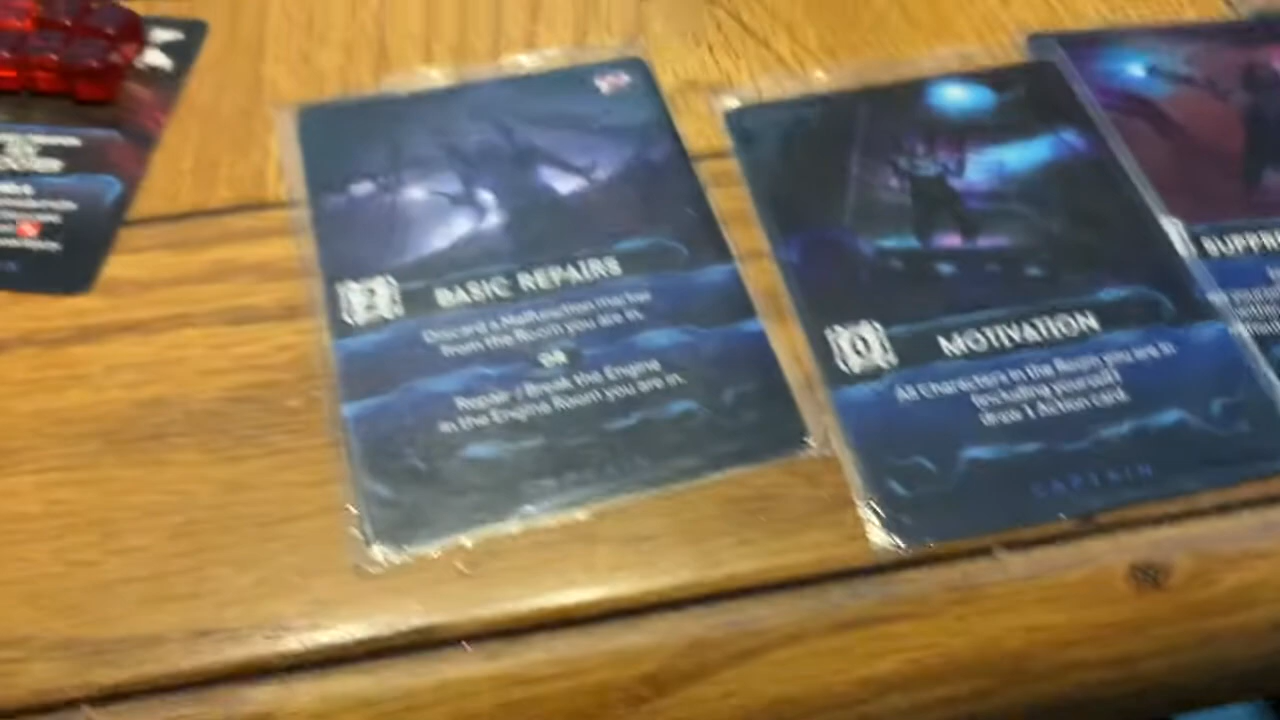 2
BASIC REPAIRS
Discard a Malfunction marker
from the Room you are in.
OR
Repair / Break the Engine
in the Engine Room you are in.
0
MOTIVATION
All Characters in the Room you are in
(including yourself)
draw 1 Action card.
CAPTAIN
SUPPRE